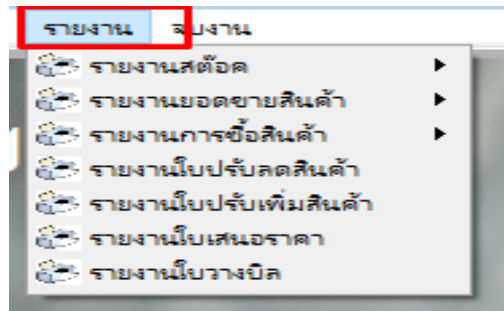 รายงาน จบงาน
รายงานสต๊อค
รายงานยอดขายสินค้า
รายงานการซื้อสินค้า
รายงานใบปรับลดสินค้า
รายงานใบปรับเพิ่มสินค้า
รายงานใบเสนอราคา
รายงานใบวางบิล